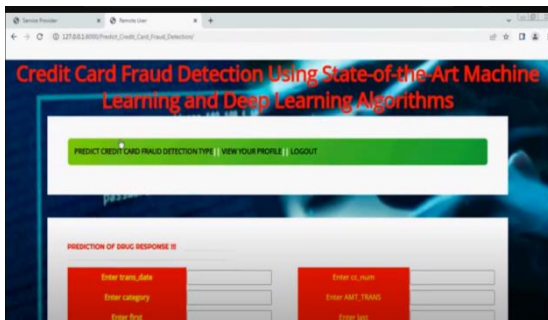 Service Provider
Remote User
127.0.0.1:8000/Predict_Credit_Card_Fraud_Detection/
Credit Card Fraud Detection Using State-of-the-Art Machine
Learning and Deep Learning Algorithms
PREDICT CREDIT CARD FRAUD DETECTION TYPE || VIEW YOUR PROFILE || LOGOUT
PREDICTION OF DRUG RESPONSE !!!
Enter trans_date
Enter cc_num
Enter category
Enter AMT_TRANS
Enter first
Enter last